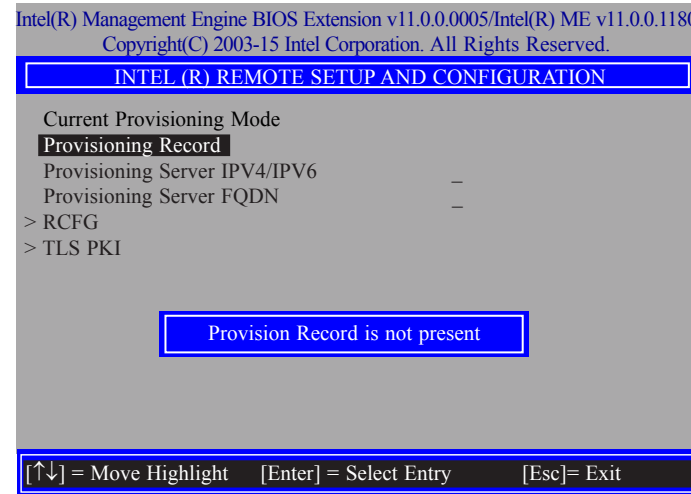 Intel(R) Management Engine BIOS Extension v11.0.0.0005/Intel(R) ME v11.0.0.1180
Copyright(C) 2003-15 Intel Corporation. All Rights Reserved.
INTEL (R) REMOTE SETUP AND CONFIGURATION
Current Provisioning Mode
Provisioning Record
Provisioning Server IPV4/IPV6 _
Provisioning Server FQDN _
> RCFG
> TLS PKI
Provision Record is not present
[↑↓] = Move Highlight [Enter] = Select Entry [Esc]= Exit